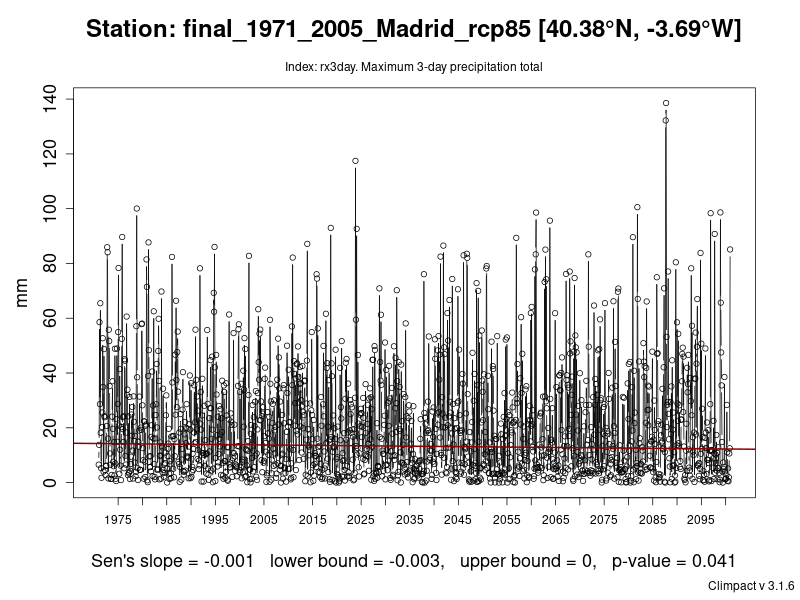 Station: final_1971_2005_Madrid_rcp85 [40.38°N, -3.69°W]
Index: rx3day. Maximum 3-day precipitation total
140
120
100
80
60
40
20
0
mm
1975 1985 1995 2005 2015 2025 2035 2045 2055 2065 2075 2085 2095
Sen's slope = -0.001 lower bound = -0.003, upper bound = 0, p-value = 0.041
Climpact v 3.1.6